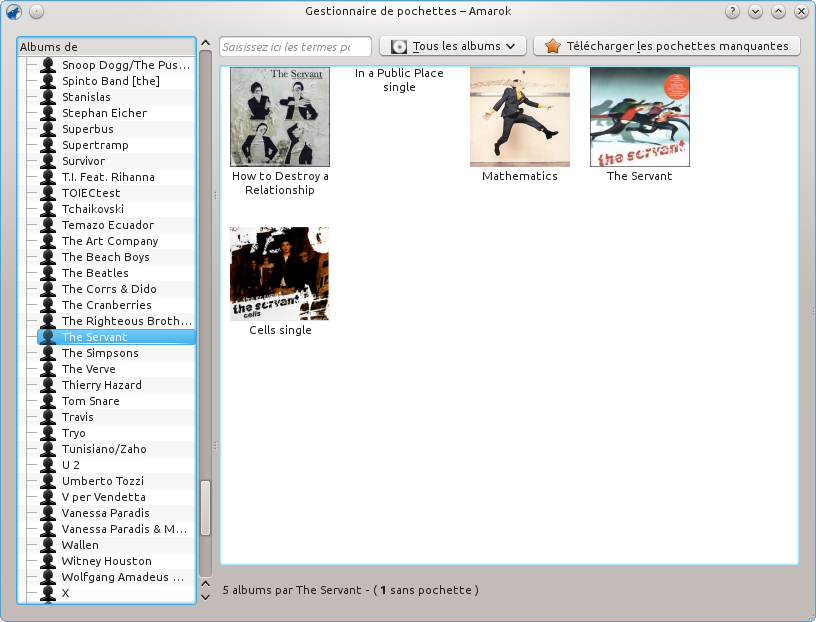 Gestionnaire de pochettes – Amarok
Albums de
Snoop Dogg/The Pus...
Spinto Band [the]
Stanislas
Stephan Eicher
Superbus
Supertramp
Survivor
T.I. Feat. Rihanna
TOIECtest
Tchaikovski
Temazo Ecuador
The Art Company
The Beach Boys
The Beatles
The Corrs & Dido
The Cranberries
The Righteous Broth...
The Servant
The Simpsons
The Verve
Thierry Hazard
Tom Snare
Travis
Tryo
Tunisiano/Zaho
U 2
Umberto Tozzi
V per Vendetta
Vanessa Paradis
Vanessa Paradis & M...
Wallen
Witney Houston
Wolfgang Amadeus ...
X
Saisissez ici les termes
Tous les albums
Télécharger les pochettes manquantes
The Servant
How to Destroy a
Relationship
In a Public Place
single
Mathematics
the servant
The Servant
the servant
cells
Cells single
5 albums par The Servant - ( 1 sans pochette )